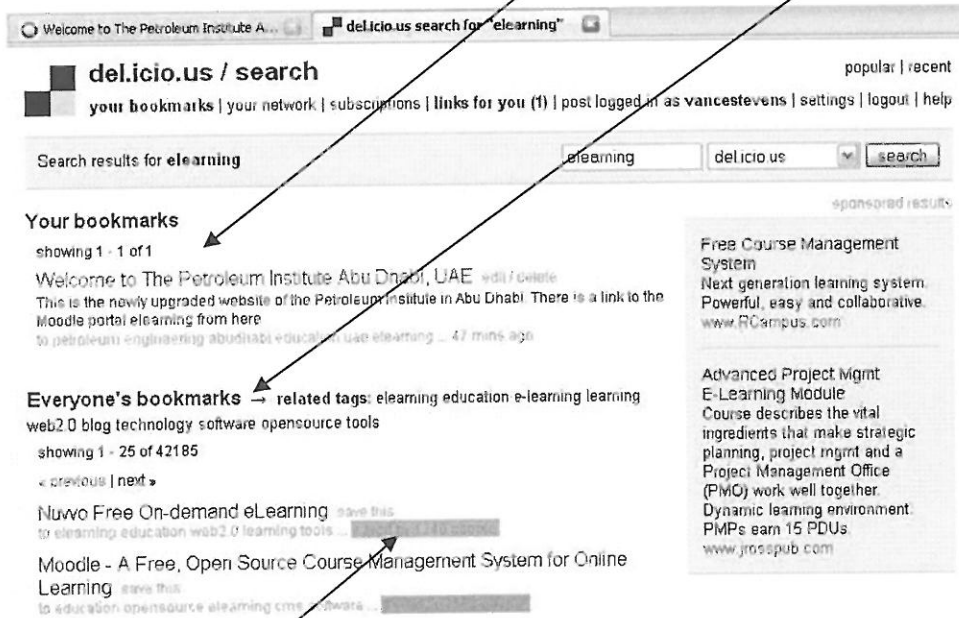 Welcome to The Petroleum Institute A...
del.icio.us search for "elearning"
del.icio.us / search
popular | recent
your bookmarks | your network | subscriptions | links for you (1) | post logged in as vancestevens | settings | logout | help
Search results for elearning
elearning
del.icio.us
search
sponsored results
Your bookmarks
showing 1 - 1 of 1
Welcome to The Petroleum Institute Abu Dhabi, UAE edit / delete
This is the newly upgraded website of the Petroleum Institute in Abu Dhabi. There is a link to the
Moodle portal elearning from here
to petroleum engineering abudhabi education uae elearning ... 47 mins ago
Everyone's bookmarks → related tags: elearning education e-learning learning
web2.0 blog technology software opensource tools
showing 1 - 25 of 42185
« previous | next »
Nuvvo Free On-demand eLearning save this
to elearning education web2.0 learning tools ...
Moodle - A Free, Open Source Course Management System for Online
Learning save this
to education opensource elearning cms software ...
Free Course Management
System
Next generation learning system.
Powerful, easy and collaborative.
www.RCampus.com
Advanced Project Mgmt
E-Learning Module
Course describes the vital
ingredients that make strategic
planning, project mgmt and a
Project Management Office
(PMO) work well together.
Dynamic learning environment.
PMPs earn 15 PDUs.
www.jrosspub.com